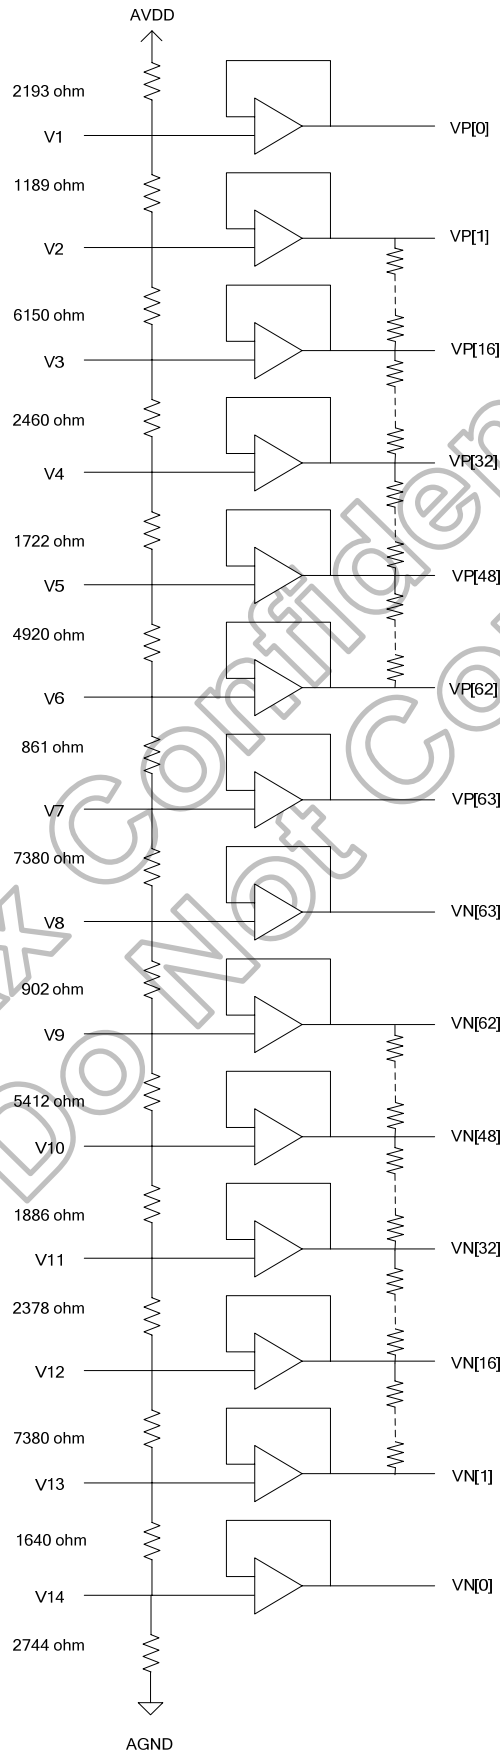 AVDD
2193 ohm
V1
VP[0]
1189 ohm
V2
VP[1]
6150 ohm
V3
VP[16]
2460 ohm
V4
VP[32]
1722 ohm
V5
VP[48]
4920 ohm
V6
VP[62]
861 ohm
V7
VP[63]
7380 ohm
V8
VN[63]
902 ohm
V9
VN[62]
5412 ohm
V10
VN[48]
1886 ohm
V11
VN[32]
2378 ohm
V12
VN[16]
7380 ohm
V13
VN[1]
1640 ohm
V14
VN[0]
2744 ohm
AGND
Do Not